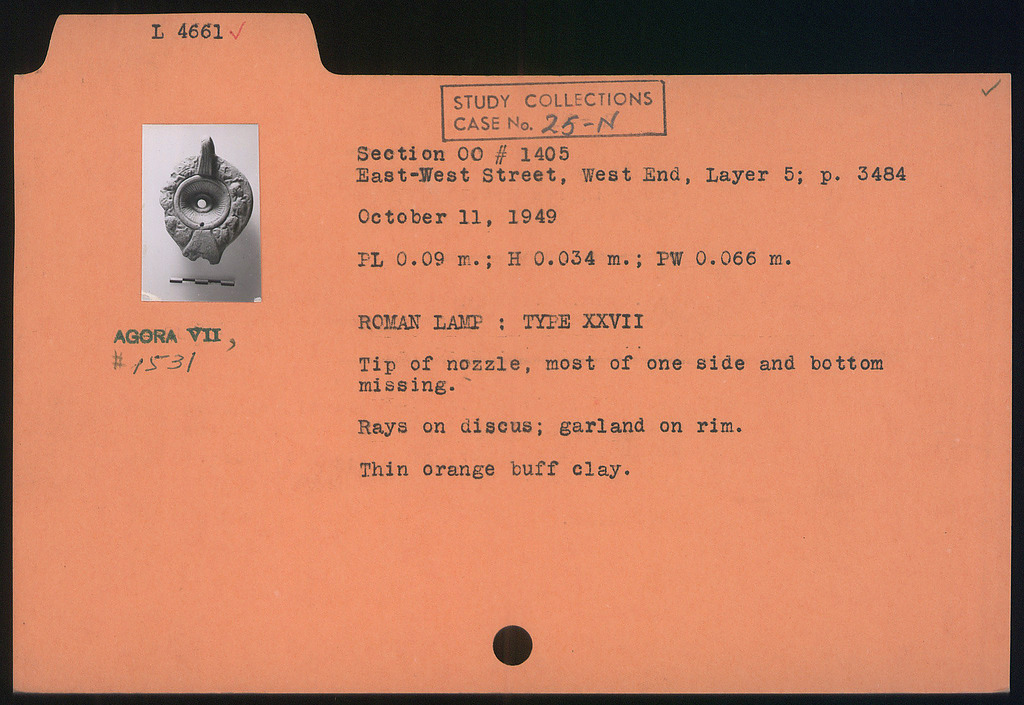 L 4661 ✓
STUDY COLLECTIONS
CASE No. 25-N
Section OO # 1405
East-West Street, West End, Layer 5; p. 3484
October 11, 1949
PL 0.09 m.; H 0.034 m.; PW 0.066 m.
ROMAN LAMP : TYPE XXVII
Tip of nozzle, most of one side and bottom
missing.
Rays on discus; garland on rim.
Thin orange buff clay.
AGORA VII,
# 1531